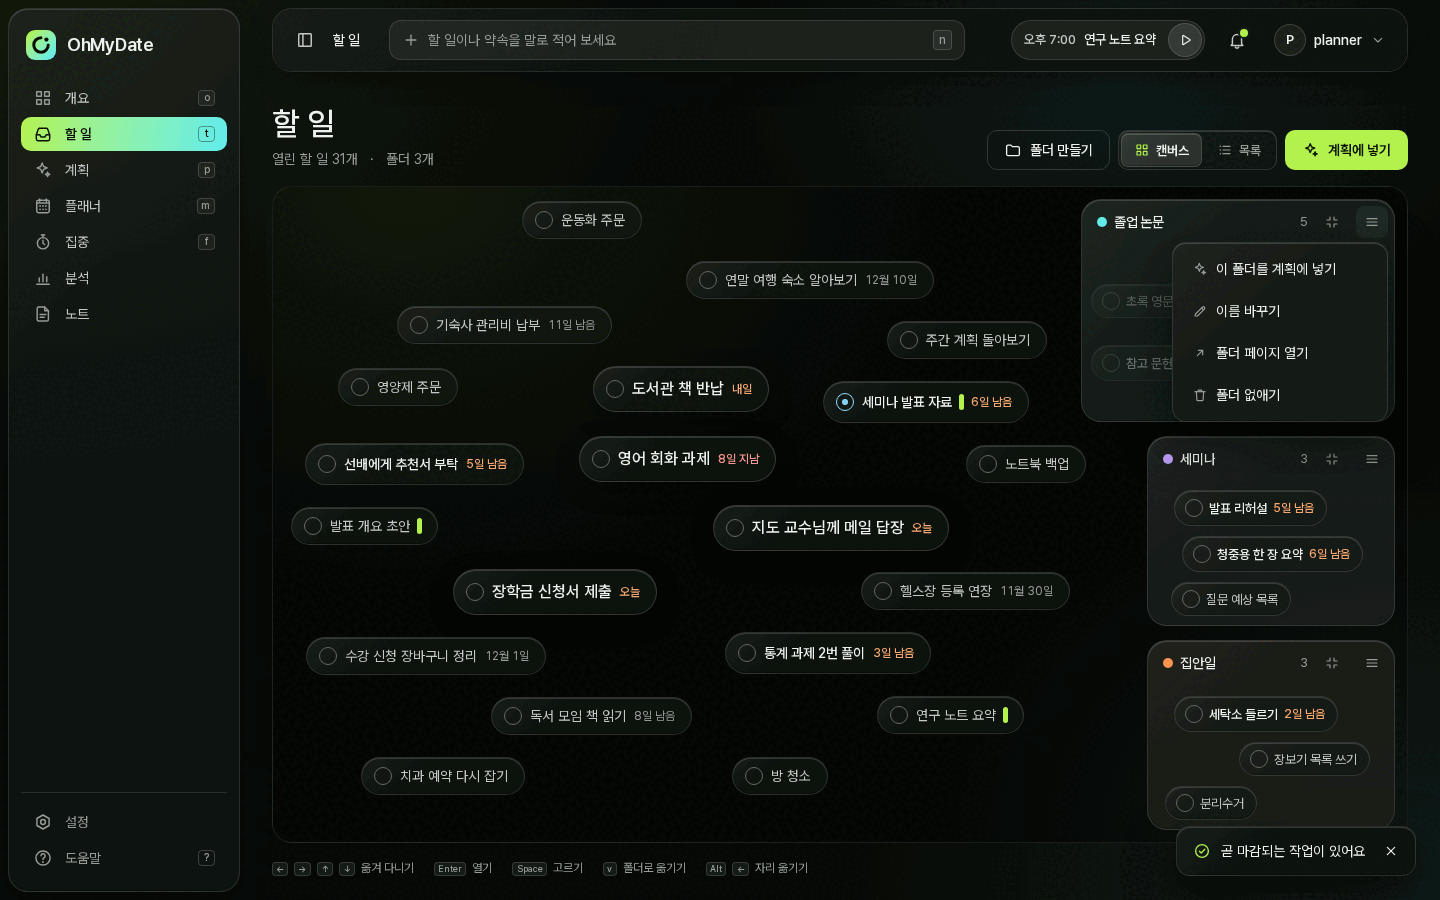 OhMyDate
개요 o
할 일 t
계획 p
플래너 m
집중 f
분석
노트
설정
도움말 ?
할 일
할 일이나 약속을 말로 적어 보세요 n
오후 7:00 연구 노트 요약
P planner
할 일
열린 할 일 31개 · 폴더 3개
폴더 만들기
캔버스
목록
계획에 넣기
운동화 주문
연말 여행 숙소 알아보기 12월 10일
기숙사 관리비 납부 11일 남음
주간 계획 돌아보기
영양제 주문
도서관 책 반납 내일
세미나 발표 자료 6일 남음
선배에게 추천서 부탁 5일 남음
영어 회화 과제 8일 지남
노트북 백업
발표 개요 초안
지도 교수님께 메일 답장 오늘
장학금 신청서 제출 오늘
헬스장 등록 연장 11월 30일
수강 신청 장바구니 정리 12월 1일
통계 과제 2번 풀이 3일 남음
독서 모임 책 읽기 8일 남음
연구 노트 요약
치과 예약 다시 잡기
방 청소
졸업 논문 5
초록 영문
참고 문헌
이 폴더를 계획에 넣기
이름 바꾸기
폴더 페이지 열기
폴더 없애기
세미나 3
발표 리허설 5일 남음
청중용 한 장 요약 6일 남음
질문 예상 목록
집안일 3
세탁소 들르기 2일 남음
장보기 목록 쓰기
분리수거
곧 마감되는 작업이 있어요
← → ↑ ↓ 옮겨 다니기 Enter 열기 Space 고르기 v 폴더로 옮기기 Alt ← 자리 옮기기